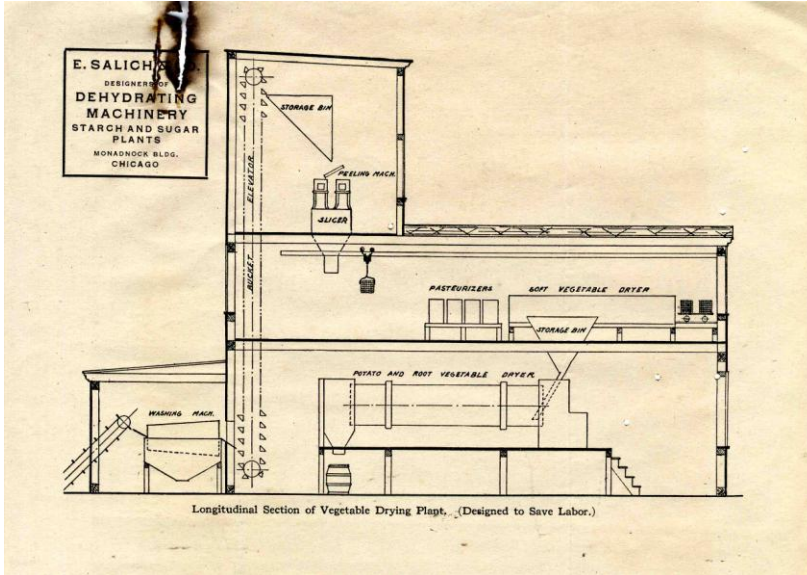 E. SALICH &
DESIGNERS OF
DEHYDRATING
MACHINERY
STARCH AND SUGAR
PLANTS
MONADNOCK BLDG.
CHICAGO
STORAGE BIN
PEELING MACH.
SLICER
BUCKET ELEVATOR
PASTEURIZERS
SOFT VEGETABLE DRYER
STORAGE BIN
POTATO AND ROOT VEGETABLE DRYER
WASHING MACH.
Longitudinal Section of Vegetable Drying Plant. (Designed to Save Labor.)